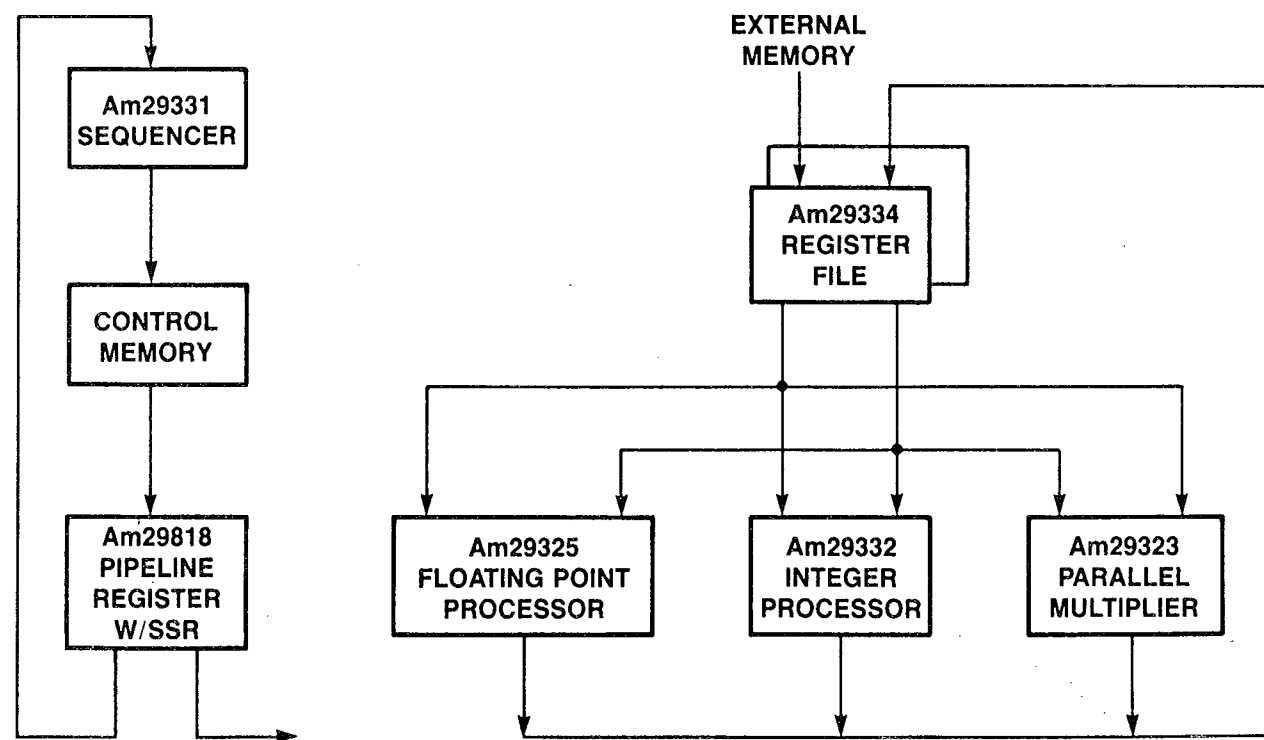 EXTERNAL
MEMORY
Am29331
SEQUENCER
Am29334
REGISTER
FILE
CONTROL
MEMORY
Am29818
PIPELINE
REGISTER
W/SSR
Am29325
FLOATING POINT
PROCESSOR
Am29332
INTEGER
PROCESSOR
Am29323
PARALLEL
MULTIPLIER